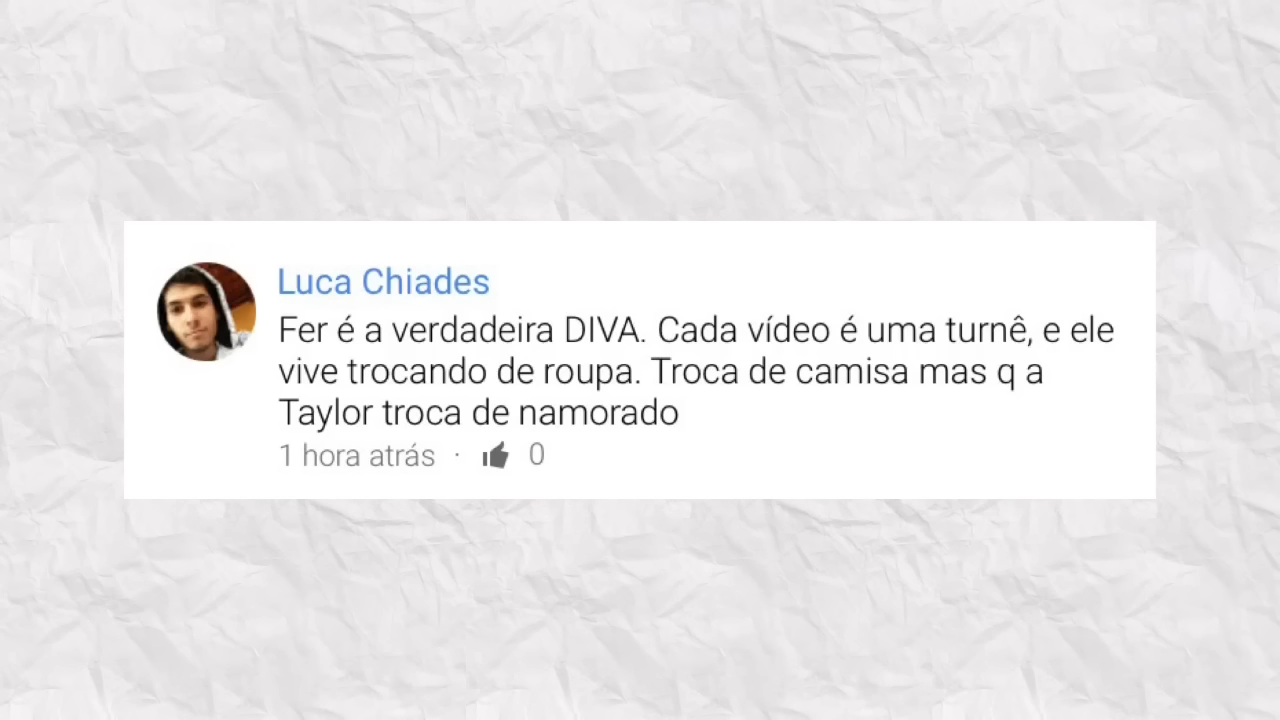 Luca Chiades
Fer é a verdadeira DIVA. Cada vídeo é uma turnê, e ele
vive trocando de roupa. Troca de camisa mas q a
Taylor troca de namorado
1 hora atrás · 0